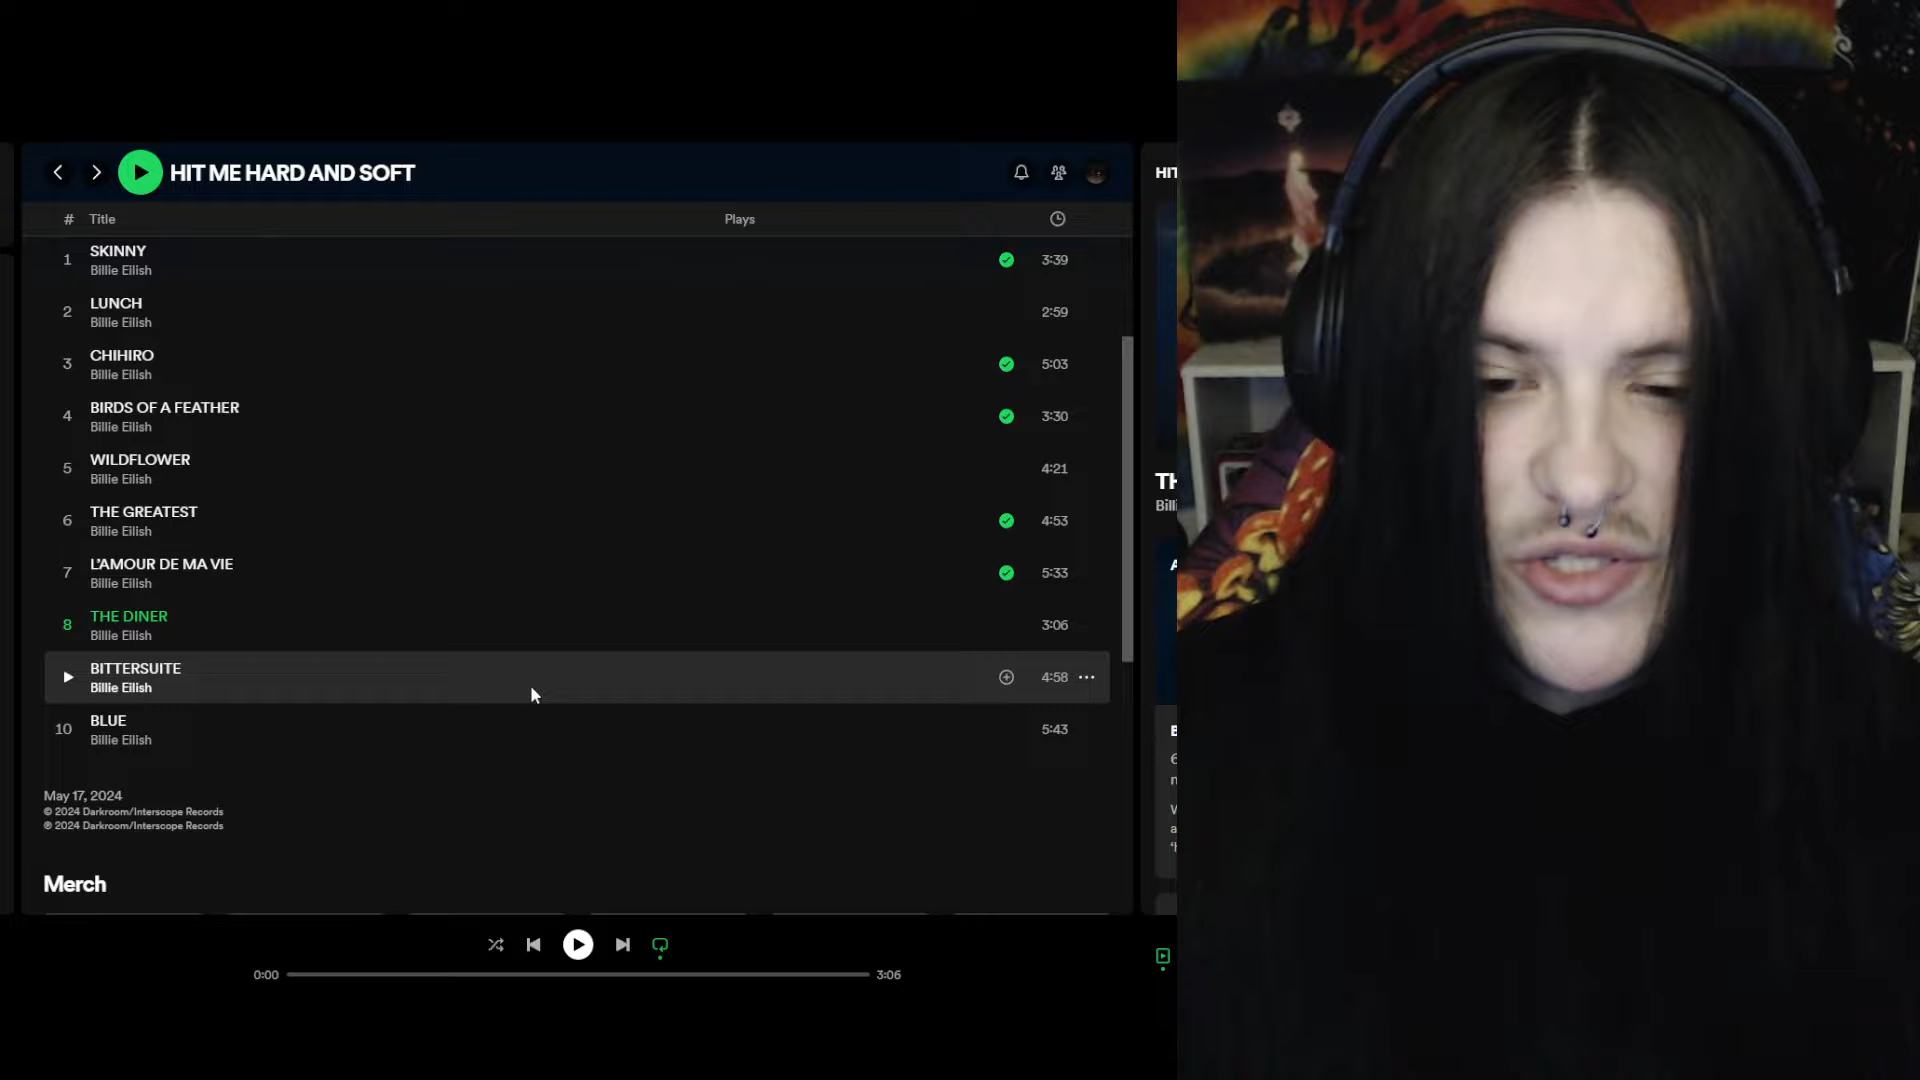 HIT ME HARD AND SOFT
HIT
# Title Plays
1 SKINNY 3:39
Billie Eilish
2 LUNCH 2:59
Billie Eilish
3 CHIHIRO 5:03
Billie Eilish
4 BIRDS OF A FEATHER 3:30
Billie Eilish
5 WILDFLOWER 4:21
Billie Eilish
6 THE GREATEST 4:53
Billie Eilish
7 L'AMOUR DE MA VIE 5:33
Billie Eilish
8 THE DINER 3:06
Billie Eilish
BITTERSUITE 4:58
Billie Eilish
10 BLUE 5:43
Billie Eilish
May 17, 2024
© 2024 Darkroom/Interscope Records
℗ 2024 Darkroom/Interscope Records
Merch
0:00 3:06